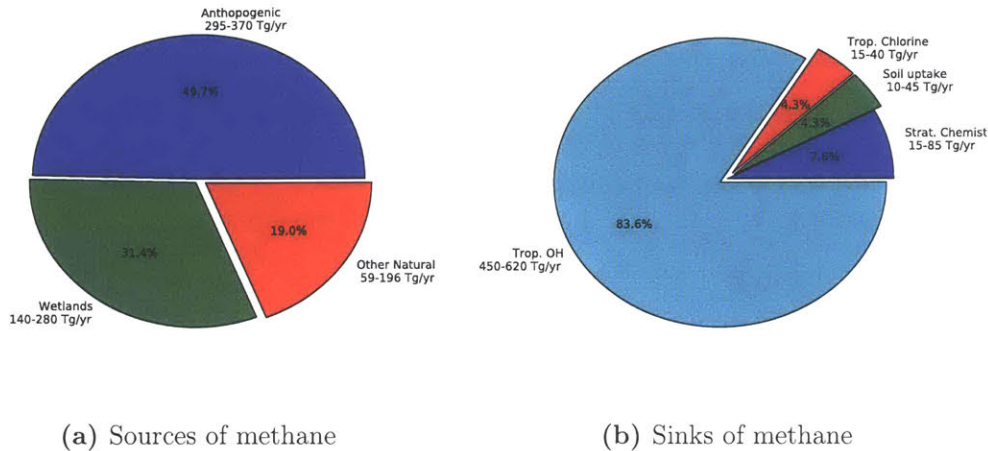 Anthopogenic
295-370 Tg/yr
49.7%
31.4%
19.0%
Wetlands
140-280 Tg/yr
Other Natural
59-196 Tg/yr
(a) Sources of methane
Trop. Chlorine
15-40 Tg/yr
Soil uptake
10-45 Tg/yr
Strat. Chemist
15-85 Tg/yr
4.3%
4.3%
7.8%
83.6%
Trop. OH
450-620 Tg/yr
(b) Sinks of methane